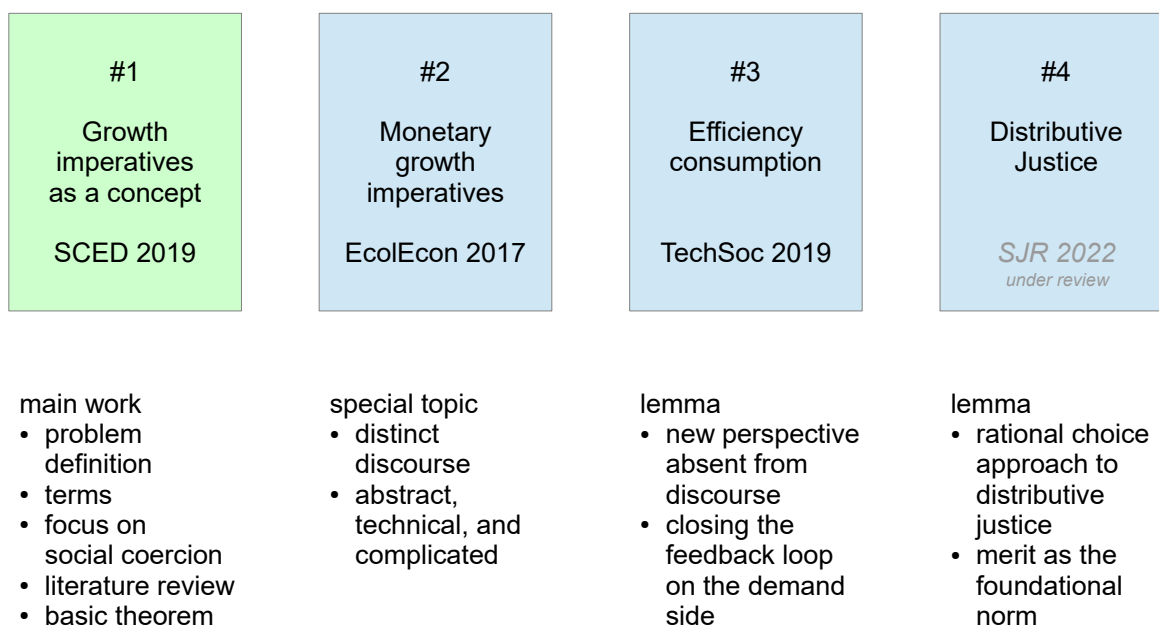 #1
Growth
imperatives
as a concept
SCED 2019
#2
Monetary
growth
imperatives
EcolEcon 2017
#3
Efficiency
consumption
TechSoc 2019
#4
Distributive
Justice
SJR 2022
under review
main work
• problem
definition
• terms
• focus on
social coercion
• literature review
• basic theorem
special topic
• distinct
discourse
• abstract,
technical, and
complicated
lemma
• new perspective
absent from
discourse
• closing the
feedback loop
on the demand
side
lemma
• rational choice
approach to
distributive
justice
• merit as the
foundational
norm